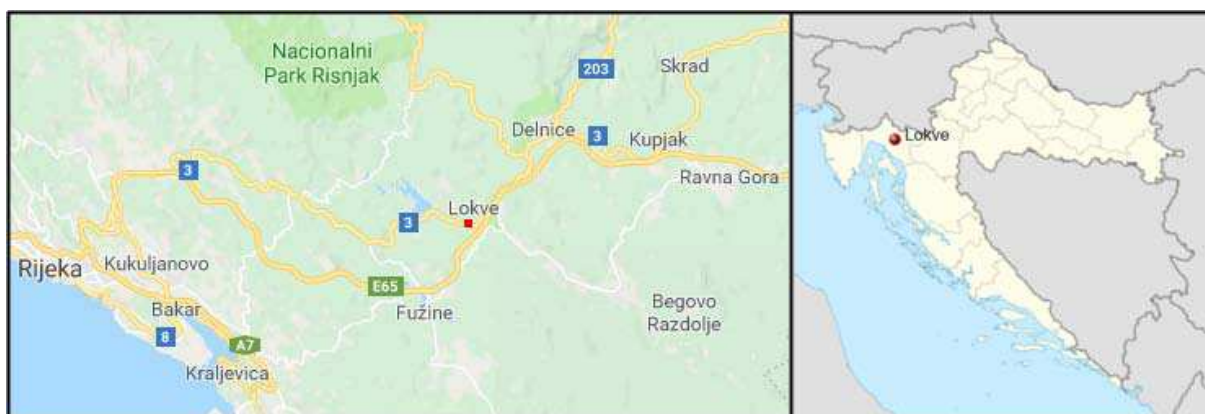 Nacionalni
Park Risnjak
203
Skrad
Delnice
3
Kupjak
3
Ravna Gora
Lokve
3
Rijeka
Kukuljanovo
E65
Bakar
Fužine
Begovo
Razdolje
8
A7
Kraljevica
Lokve